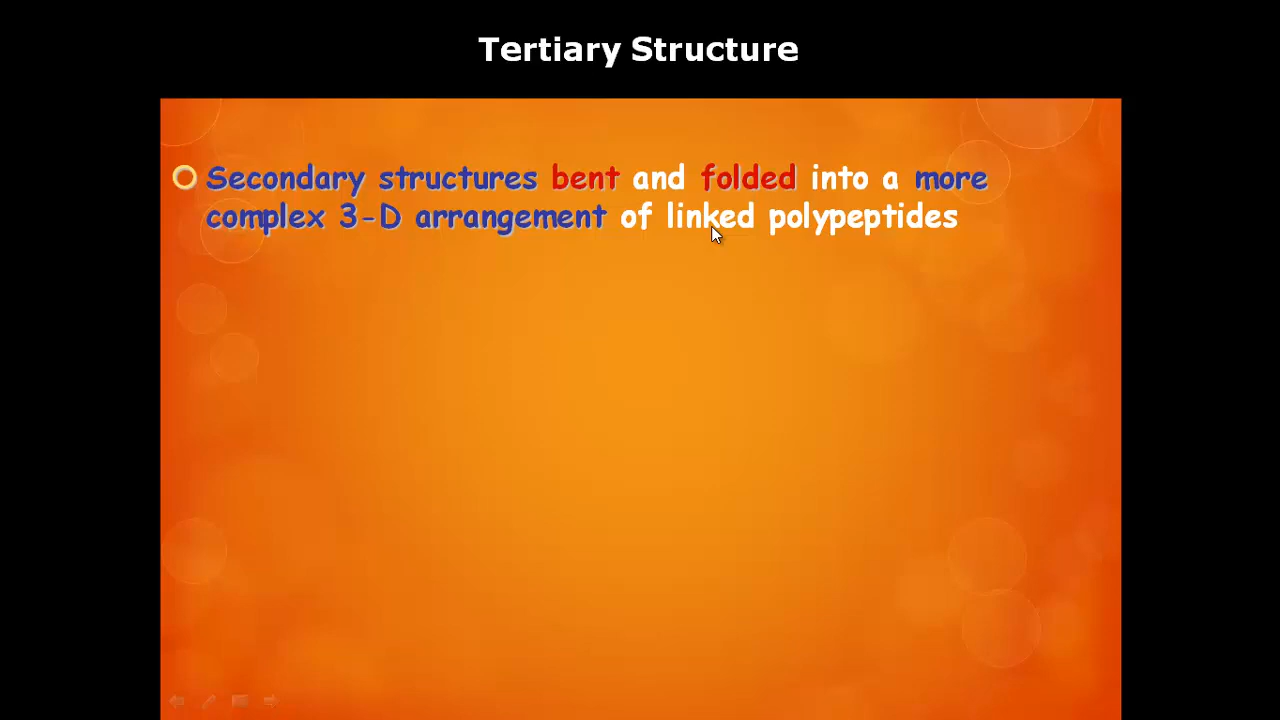 Tertiary Structure
Secondary structures bent and folded into a more
complex 3-D arrangement of linked polypeptides